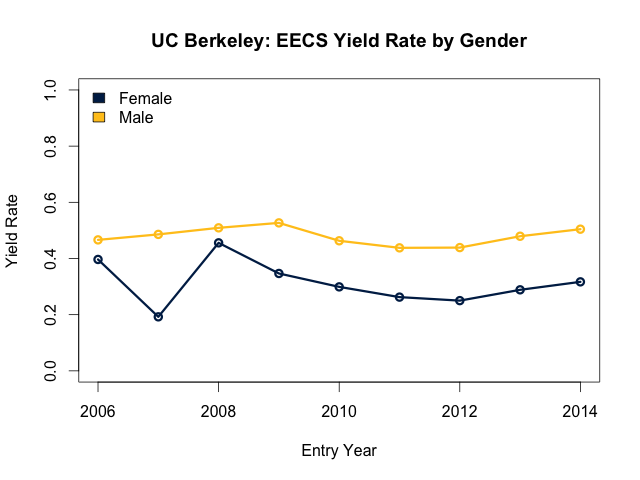 UC Berkeley: EECS Yield Rate by Gender
Female
Male
Yield Rate
1.0
0.8
0.6
0.4
0.2
0.0
2006 2008 2010 2012 2014
Entry Year